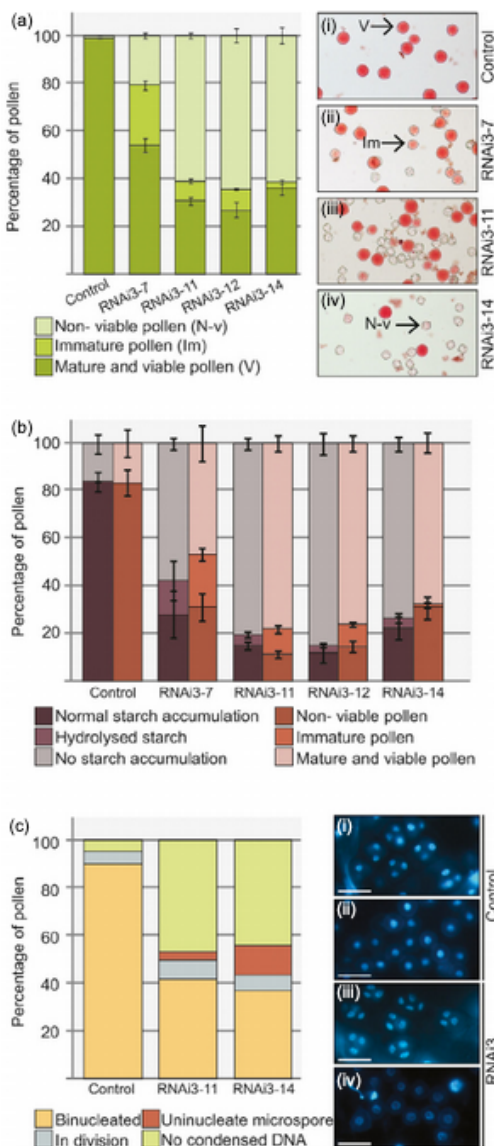 (a)
100
80
60
40
20
Percentage of pollen
Control
RNAi3-7
RNAi3-11
RNAi3-12
RNAi3-14
Non- viable pollen (N-v)
Immature pollen (Im)
Mature and viable pollen (V)
(i)
V
Control
(ii)
Im
RNAi3-7
(iii)
RNAi3-11
(iv)
N-v
RNAi3-14
(b)
100
80
60
40
20
Percentage of pollen
Control
RNAi3-7
RNAi3-11
RNAi3-12
RNAi3-14
Normal starch accumulation
Hydrolysed starch
No starch accumulation
Non- viable pollen
Immature pollen
Mature and viable pollen
(c)
100
80
60
40
20
Percentage of pollen
Control
RNAi3-11
RNAi3-14
Binucleated
In division
Uninucleate microspore
No condensed DNA
(i)
(ii)
Control
(iii)
(iv)
RNAi3